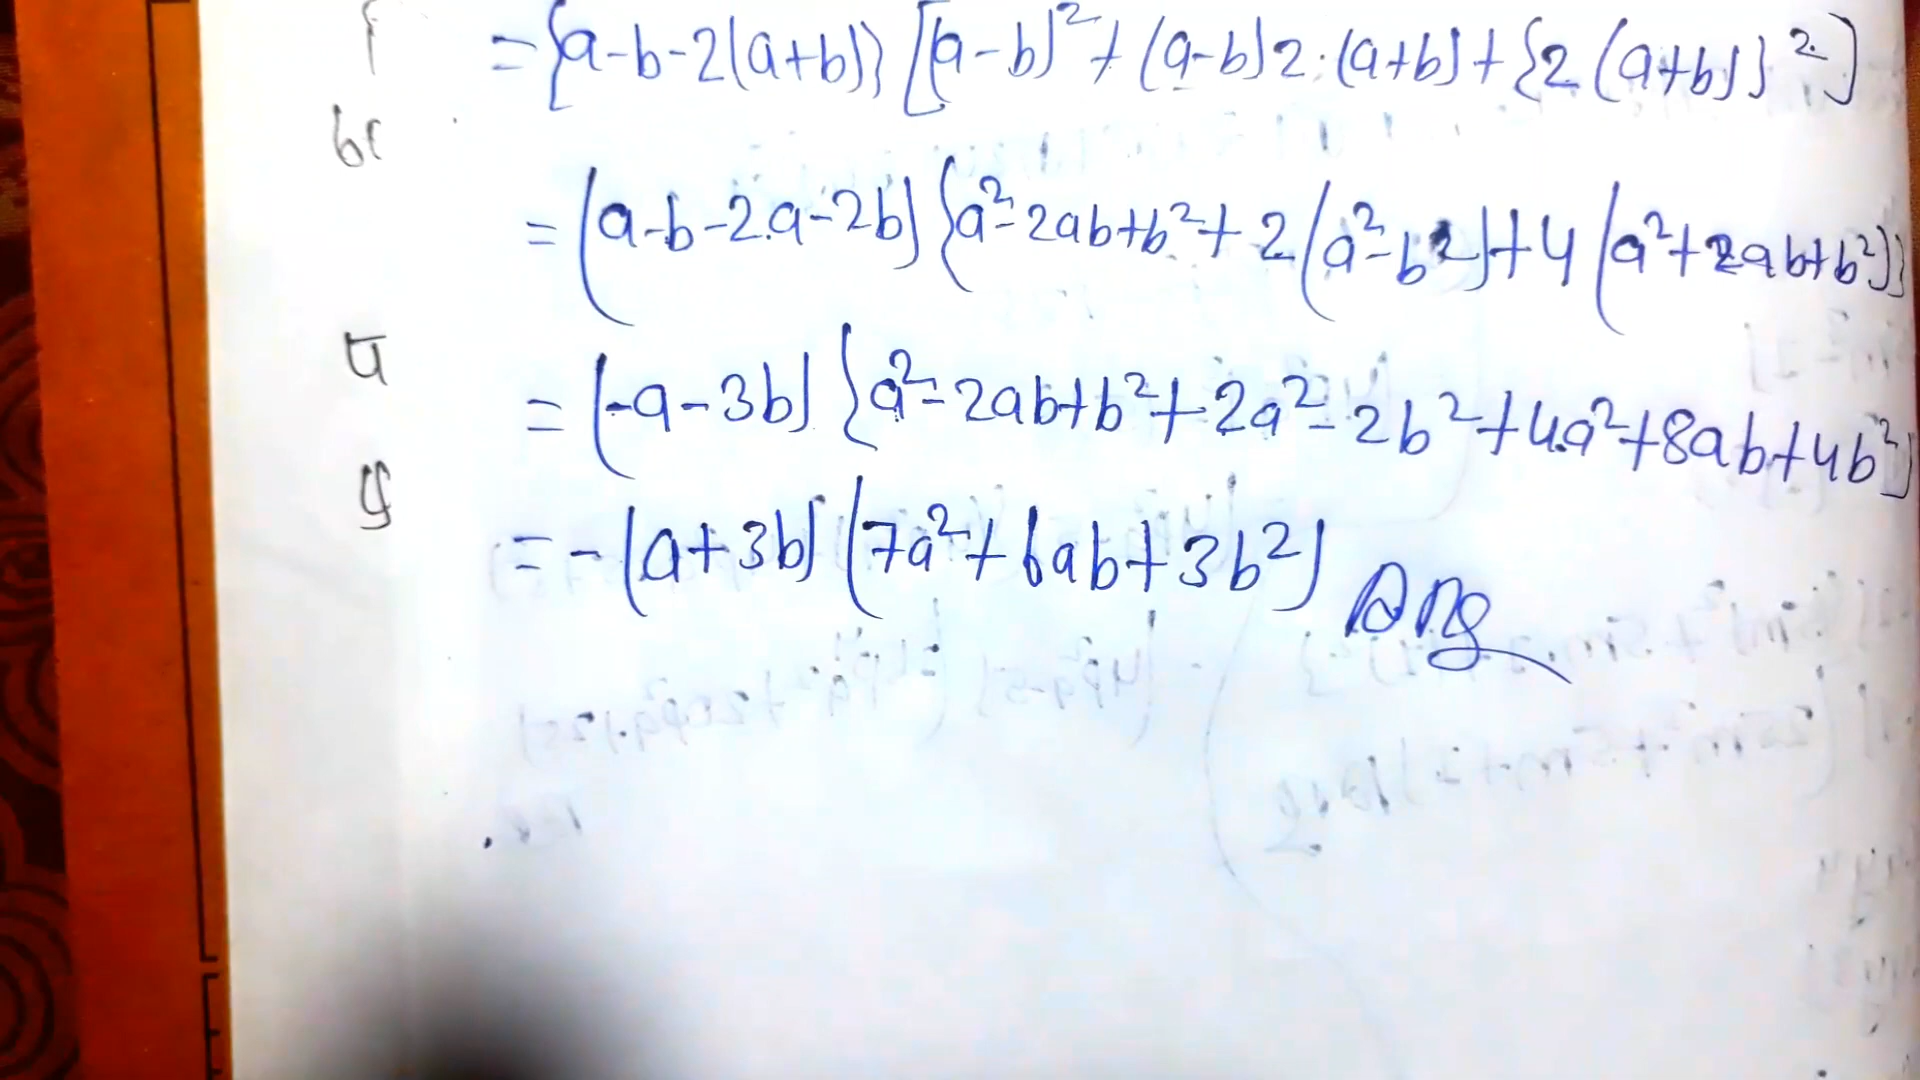 = {a-b-2(a+b)} [(a-b)² + (a-b)2·(a+b) + {2(a+b)}²]
= (a-b-2a-2b) {a²-2ab+b²+2(a²-b²)+4(a²+2ab+b²)}
= (-a-3b) {a²-2ab+b²+2a²-2b²+4a²+8ab+4b²}
= -(a+3b) (7a²+6ab+3b²) Ans